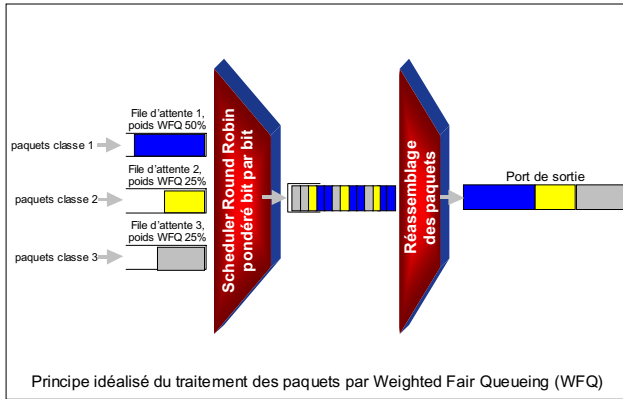 File d'attente 1,
poids WFQ 50%
paquets classe 1
File d'attente 2,
poids WFQ 25%
paquets classe 2
File d'attente 3,
poids WFQ 25%
paquets classe 3
Scheduler Round Robin
pondéré bit par bit
Réassemblage
des paquets
Port de sortie
Principe idéalisé du traitement des paquets par Weighted Fair Queueing (WFQ)